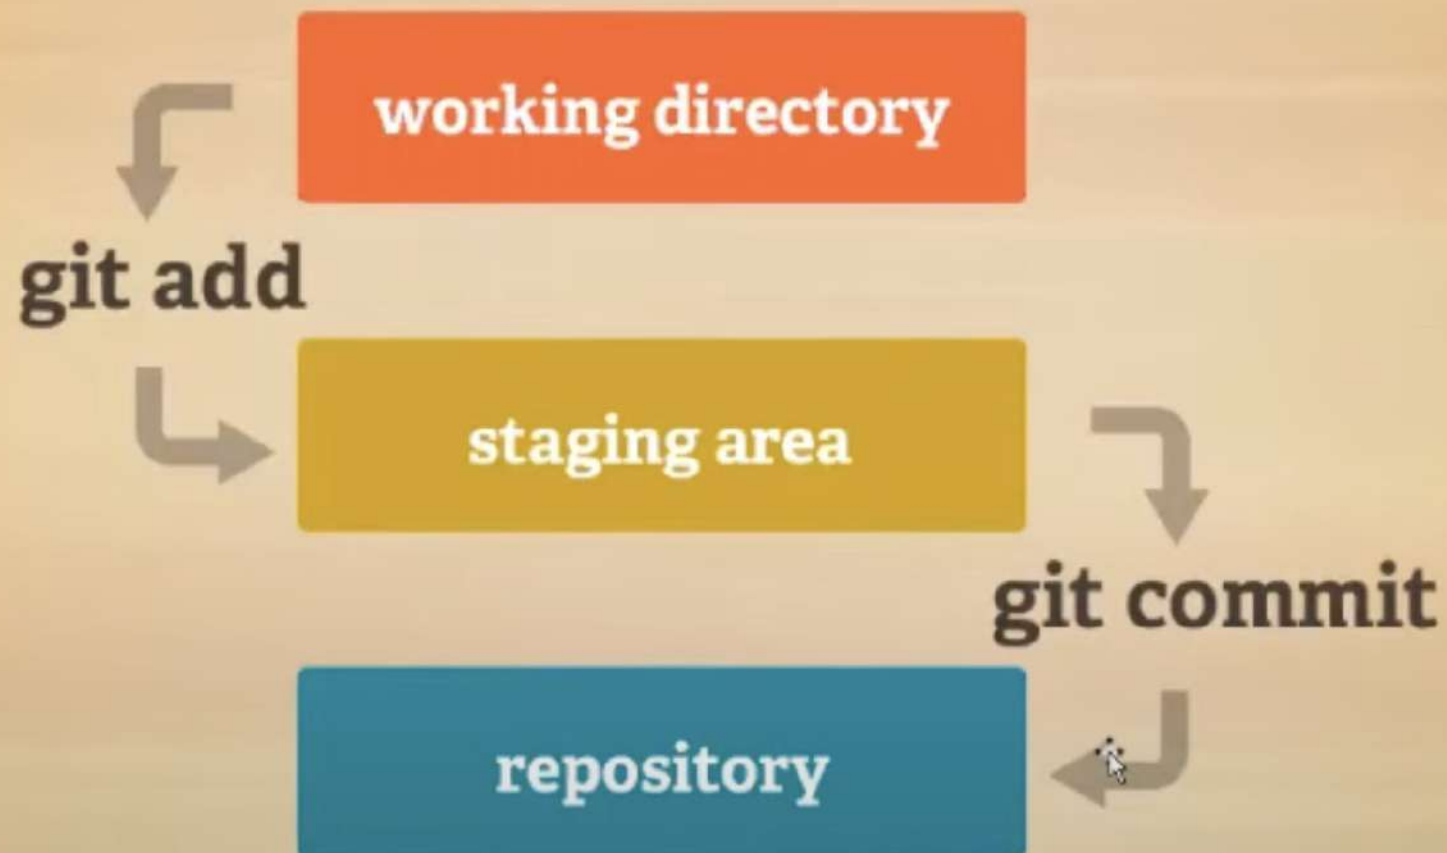 working directory
git add
staging area
git commit
repository